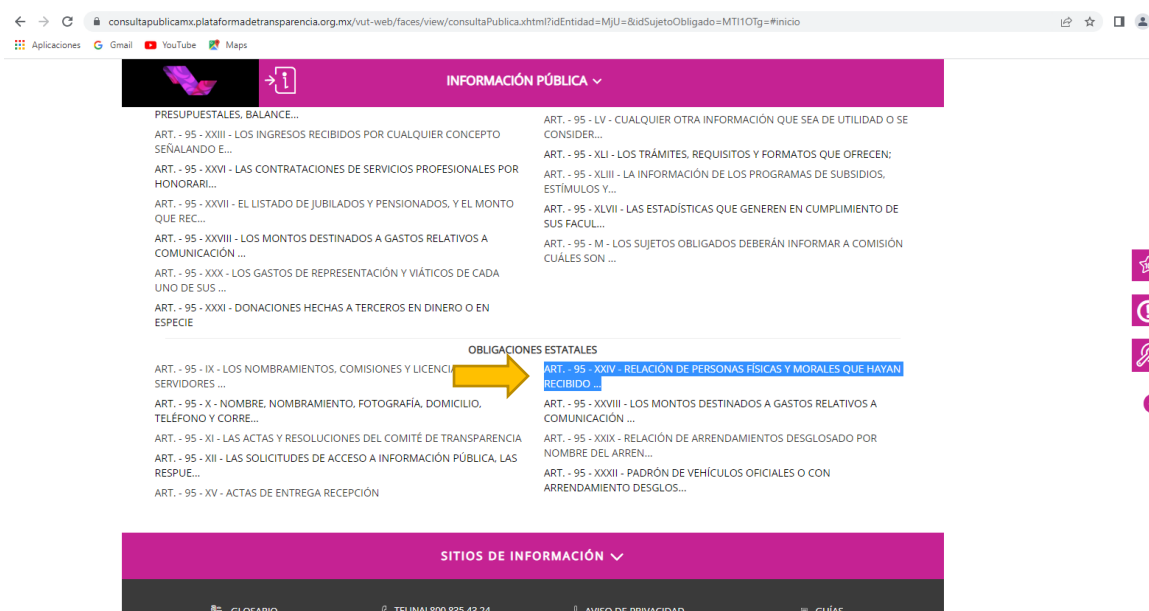 consultapublicamx.plataformadetransparencia.org.mx/vut-web/faces/view/consultaPublica.xhtml?idEntidad=MjU=&idSujetoObligado=MTI1OTg=#inicio
Aplicaciones Gmail YouTube Maps
INFORMACIÓN PÚBLICA
PRESUPUESTALES, BALANCE...
ART. - 95 - XXIII - LOS INGRESOS RECIBIDOS POR CUALQUIER CONCEPTO
SEÑALANDO E...
ART. - 95 - XXVI - LAS CONTRATACIONES DE SERVICIOS PROFESIONALES POR
HONORARI...
ART. - 95 - XXVII - EL LISTADO DE JUBILADOS Y PENSIONADOS, Y EL MONTO
QUE REC...
ART. - 95 - XXVIII - LOS MONTOS DESTINADOS A GASTOS RELATIVOS A
COMUNICACIÓN ...
ART. - 95 - XXX - LOS GASTOS DE REPRESENTACIÓN Y VIÁTICOS DE CADA
UNO DE SUS ...
ART. - 95 - XXXI - DONACIONES HECHAS A TERCEROS EN DINERO O EN
ESPECIE
ART. - 95 - LV - CUALQUIER OTRA INFORMACIÓN QUE SEA DE UTILIDAD O SE
CONSIDER...
ART. - 95 - XLI - LOS TRÁMITES, REQUISITOS Y FORMATOS QUE OFRECEN;
ART. - 95 - XLIII - LA INFORMACIÓN DE LOS PROGRAMAS DE SUBSIDIOS,
ESTÍMULOS Y...
ART. - 95 - XLVII - LAS ESTADÍSTICAS QUE GENEREN EN CUMPLIMIENTO DE
SUS FACUL...
ART. - 95 - M - LOS SUJETOS OBLIGADOS DEBERÁN INFORMAR A COMISIÓN
CUÁLES SON ...
OBLIGACIONES ESTATALES
ART. - 95 - IX - LOS NOMBRAMIENTOS, COMISIONES Y LICENCIA
SERVIDORES ...
ART. - 95 - X - NOMBRE, NOMBRAMIENTO, FOTOGRAFÍA, DOMICILIO,
TELÉFONO Y CORRE...
ART. - 95 - XI - LAS ACTAS Y RESOLUCIONES DEL COMITÉ DE TRANSPARENCIA
ART. - 95 - XII - LAS SOLICITUDES DE ACCESO A INFORMACIÓN PÚBLICA, LAS
RESPUE...
ART. - 95 - XV - ACTAS DE ENTREGA RECEPCIÓN
ART. - 95 - XXIV - RELACIÓN DE PERSONAS FÍSICAS Y MORALES QUE HAYAN
RECIBIDO ...
ART. - 95 - XXVIII - LOS MONTOS DESTINADOS A GASTOS RELATIVOS A
COMUNICACIÓN ...
ART. - 95 - XXIX - RELACIÓN DE ARRENDAMIENTOS DESGLOSADO POR
NOMBRE DEL ARREN...
ART. - 95 - XXXII - PADRÓN DE VEHÍCULOS OFICIALES O CON
ARRENDAMIENTO DESGLOS...
SITIOS DE INFORMACIÓN
GLOSARIO TELINAI 800 835 43 24 AVISO DE PRIVACIDAD GUÍAS